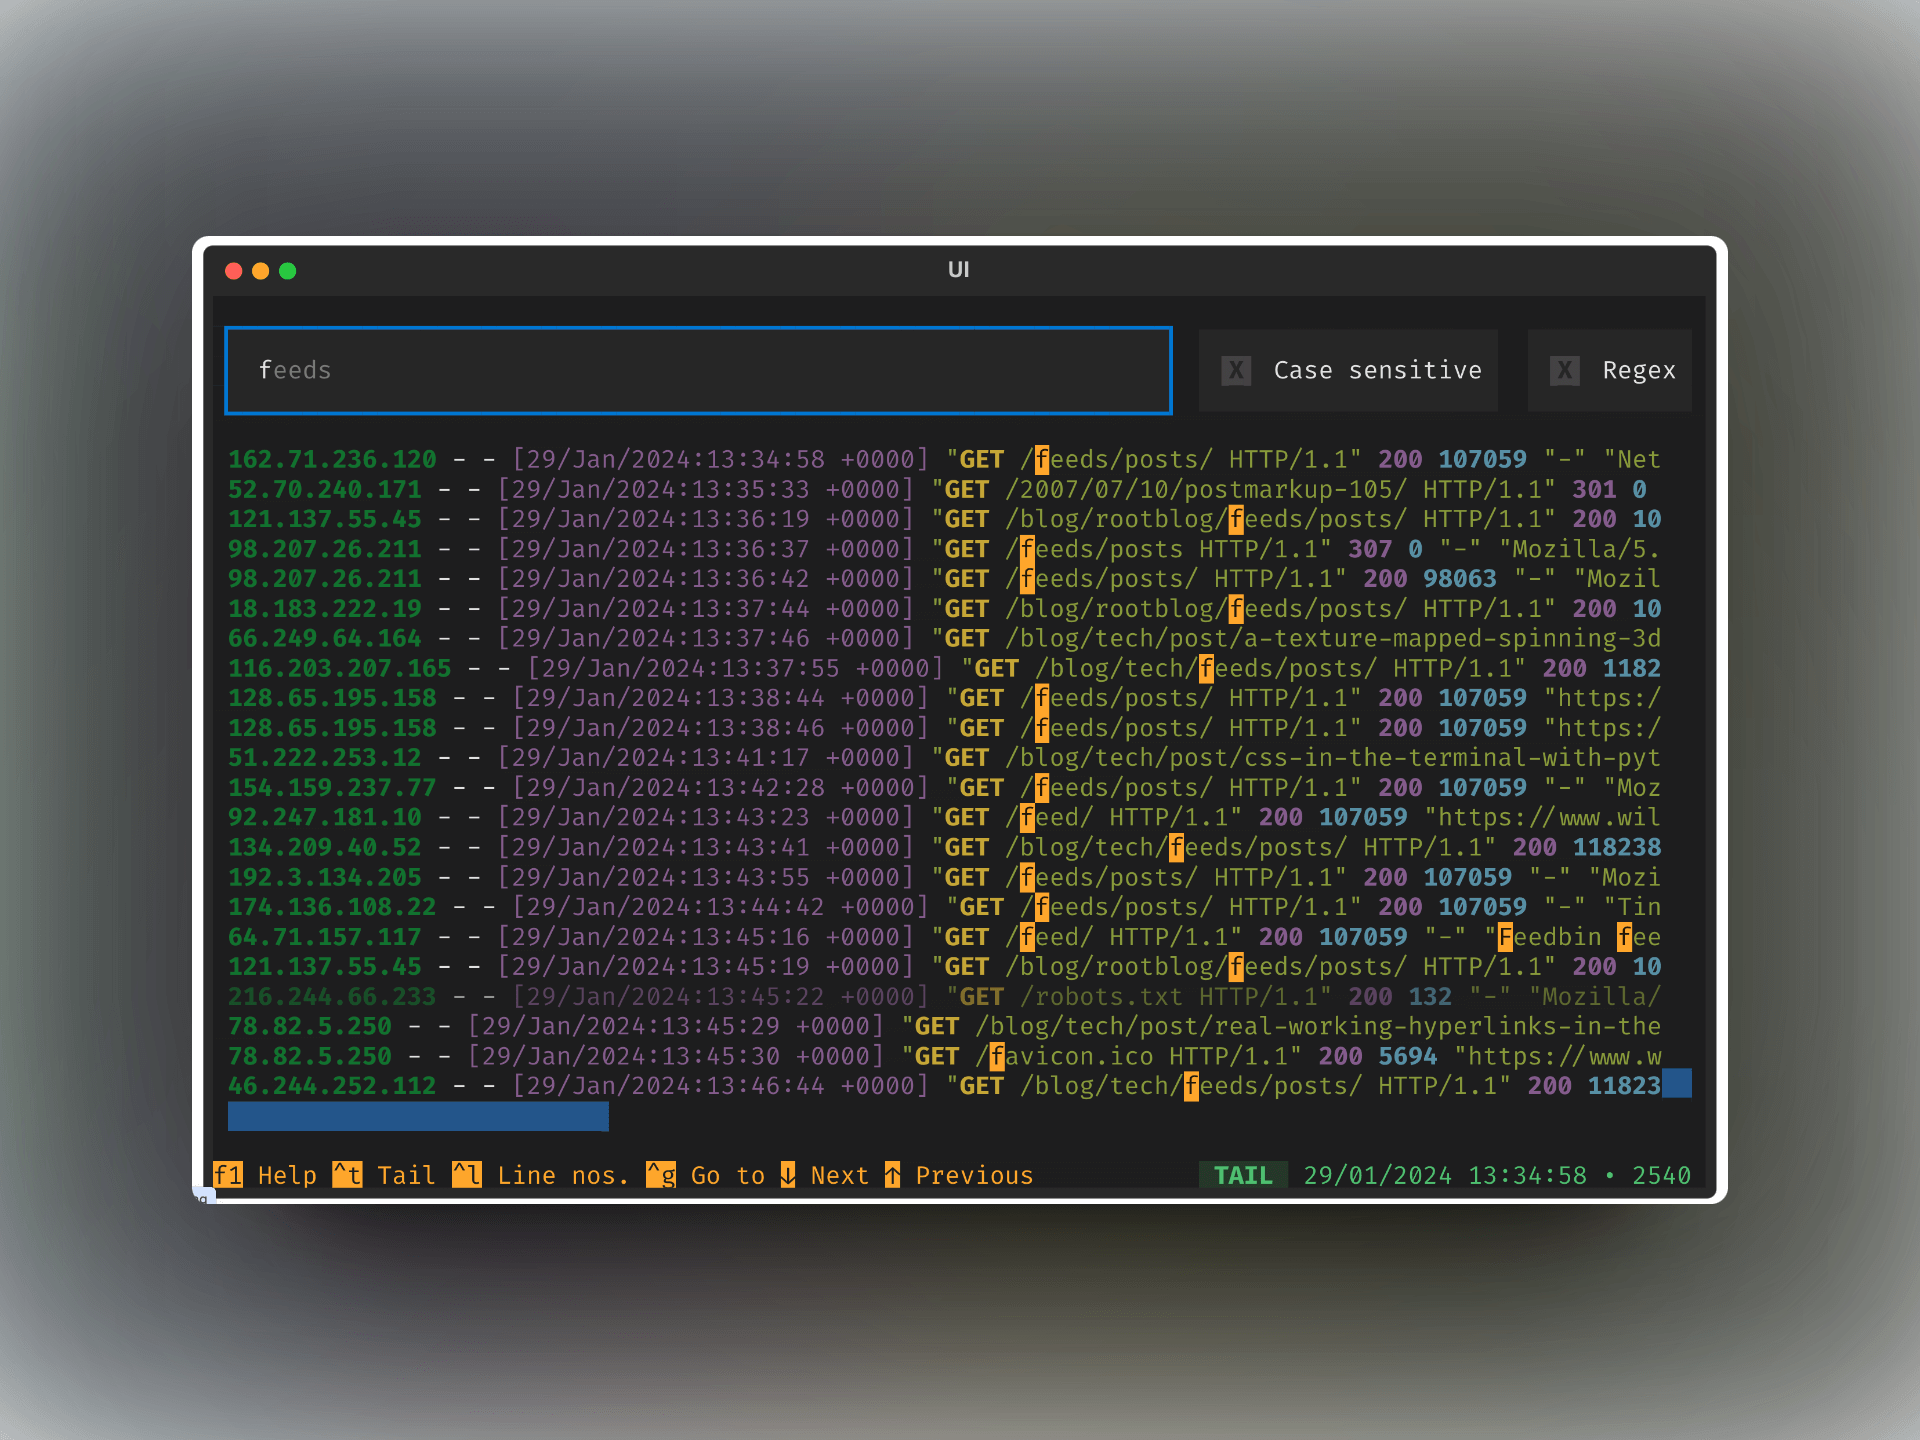 UI
feeds X Case sensitive X Regex
162.71.236.120 - - [29/Jan/2024:13:34:58 +0000] "GET /feeds/posts/ HTTP/1.1" 200 107059 "-" "Net
52.70.240.171 - - [29/Jan/2024:13:35:33 +0000] "GET /2007/07/10/postmarkup-105/ HTTP/1.1" 301 0
121.137.55.45 - - [29/Jan/2024:13:36:19 +0000] "GET /blog/rootblog/feeds/posts/ HTTP/1.1" 200 10
98.207.26.211 - - [29/Jan/2024:13:36:37 +0000] "GET /feeds/posts HTTP/1.1" 307 0 "-" "Mozilla/5.
98.207.26.211 - - [29/Jan/2024:13:36:42 +0000] "GET /feeds/posts/ HTTP/1.1" 200 98063 "-" "Mozil
18.183.222.19 - - [29/Jan/2024:13:37:44 +0000] "GET /blog/rootblog/feeds/posts/ HTTP/1.1" 200 10
66.249.64.164 - - [29/Jan/2024:13:37:46 +0000] "GET /blog/tech/post/a-texture-mapped-spinning-3d
116.203.207.165 - - [29/Jan/2024:13:37:55 +0000] "GET /blog/tech/feeds/posts/ HTTP/1.1" 200 1182
128.65.195.158 - - [29/Jan/2024:13:38:44 +0000] "GET /feeds/posts/ HTTP/1.1" 200 107059 "https:/
128.65.195.158 - - [29/Jan/2024:13:38:46 +0000] "GET /feeds/posts/ HTTP/1.1" 200 107059 "https:/
51.222.253.12 - - [29/Jan/2024:13:41:17 +0000] "GET /blog/tech/post/css-in-the-terminal-with-pyt
154.159.237.77 - - [29/Jan/2024:13:42:28 +0000] "GET /feeds/posts/ HTTP/1.1" 200 107059 "-" "Moz
92.247.181.10 - - [29/Jan/2024:13:43:23 +0000] "GET /feed/ HTTP/1.1" 200 107059 "https://www.wil
134.209.40.52 - - [29/Jan/2024:13:43:41 +0000] "GET /blog/tech/feeds/posts/ HTTP/1.1" 200 118238
192.3.134.205 - - [29/Jan/2024:13:43:55 +0000] "GET /feeds/posts/ HTTP/1.1" 200 107059 "-" "Mozi
174.136.108.22 - - [29/Jan/2024:13:44:42 +0000] "GET /feeds/posts/ HTTP/1.1" 200 107059 "-" "Tin
64.71.157.117 - - [29/Jan/2024:13:45:16 +0000] "GET /feed/ HTTP/1.1" 200 107059 "-" "Feedbin fee
121.137.55.45 - - [29/Jan/2024:13:45:19 +0000] "GET /blog/rootblog/feeds/posts/ HTTP/1.1" 200 10
216.244.66.233 - - [29/Jan/2024:13:45:22 +0000] "GET /robots.txt HTTP/1.1" 200 132 "-" "Mozilla/
78.82.5.250 - - [29/Jan/2024:13:45:29 +0000] "GET /blog/tech/post/real-working-hyperlinks-in-the
78.82.5.250 - - [29/Jan/2024:13:45:30 +0000] "GET /favicon.ico HTTP/1.1" 200 5694 "https://www.w
46.244.252.112 - - [29/Jan/2024:13:46:44 +0000] "GET /blog/tech/feeds/posts/ HTTP/1.1" 200 11823
f1 Help ^t Tail ^l Line nos. ^g Go to ↓ Next ↑ Previous TAIL 29/01/2024 13:34:58 • 2540